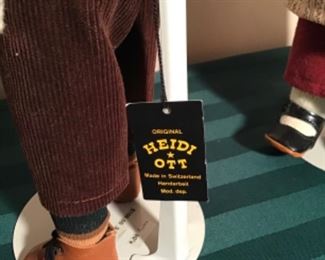 ORIGINAL
HEIDI
OTT
Made in Switzerland
Handarbeit
Mod. dep.